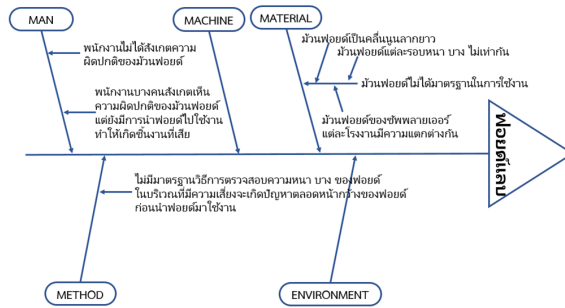 MAN
MACHINE
MATERIAL
พนักงานไม่ได้สังเกตความ
ผิดปกติของม้วนฟอยด์
พนักงานบางคนสังเกตเห็น
ความผิดปกติของม้วนฟอยด์
แต่ยังมีการนำฟอยด์ไปใช้งาน
ทำให้เกิดชิ้นงานที่เสีย
ม้วนฟอยด์เป็นคลื่นนูนลากยาว
ม้วนฟอยด์แต่ละรอบหนา บาง ไม่เท่ากัน
ม้วนฟอยด์ไม่ได้มาตรฐานในการใช้งาน
ม้วนฟอยด์ของซัพพลายเออร์
แต่ละโรงงานมีความแตกต่างกัน
ฟอยด์แลบ
ไม่มีมาตรฐานวิธีการตรวจสอบความหนา บาง ของฟอยด์
ในบริเวณที่มีความเสี่ยงจะเกิดปัญหาตลอดหน้ากว้างของฟอยด์
ก่อนนำฟอยด์มาใช้งาน
METHOD
ENVIRONMENT